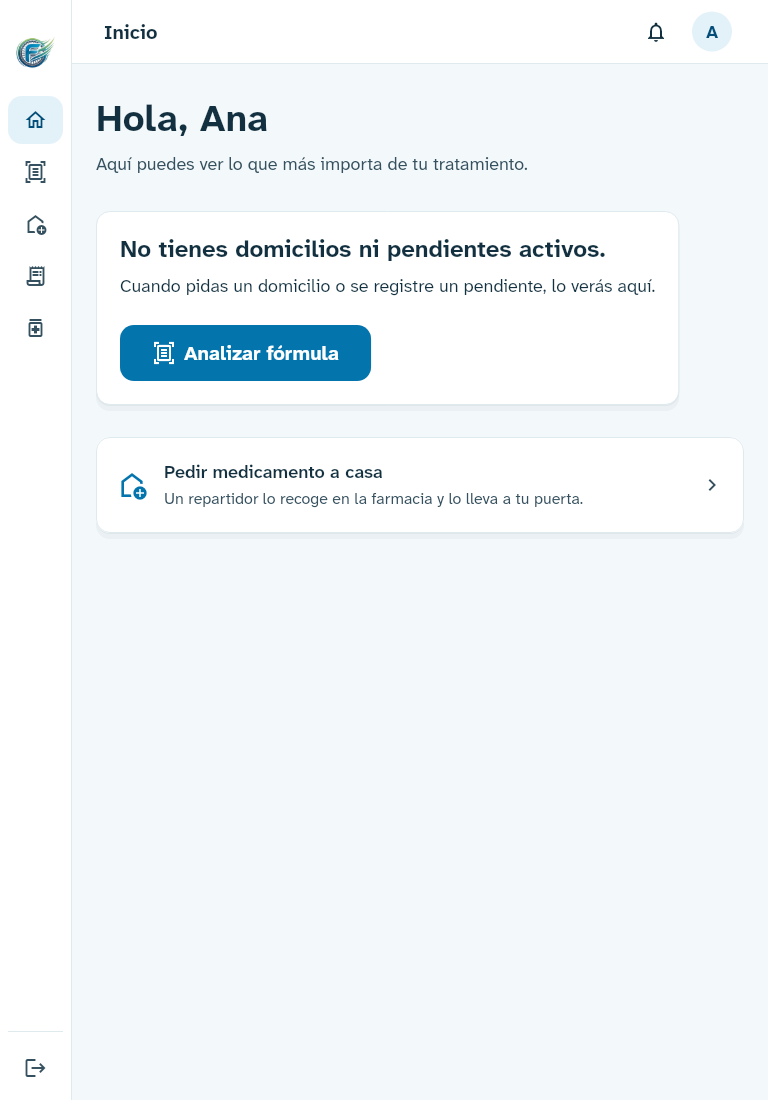 Inicio
A
Hola, Ana
Aquí puedes ver lo que más importa de tu tratamiento.
No tienes domicilios ni pendientes activos.
Cuando pidas un domicilio o se registre un pendiente, lo verás aquí.
Analizar fórmula
Pedir medicamento a casa
Un repartidor lo recoge en la farmacia y lo lleva a tu puerta.